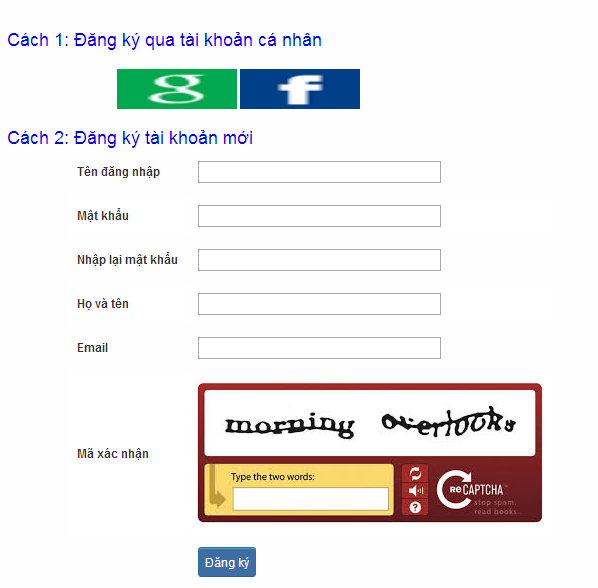 Cách 1: Đăng ký qua tài khoản cá nhân
g f
Cách 2: Đăng ký tài khoản mới
Tên đăng nhập
Mật khẩu
Nhập lại mật khẩu
Họ và tên
Email
morning overlooks
Mã xác nhận
Type the two words:
reCAPTCHA™
stop spam.
read books.
?
Đăng ký